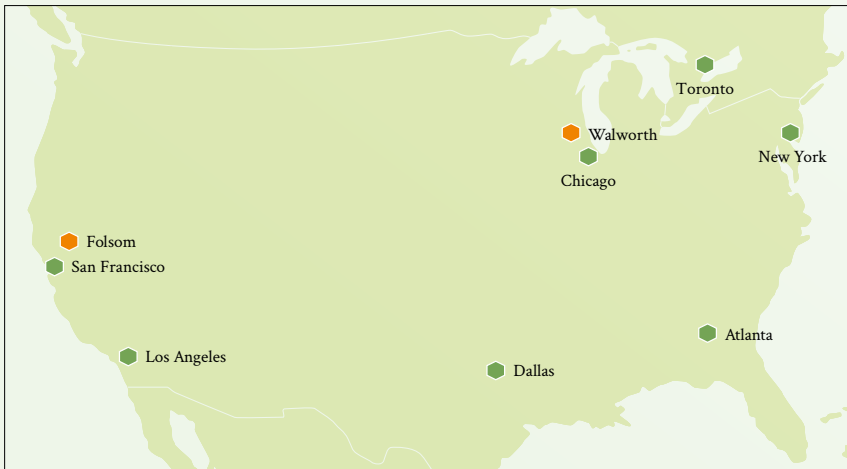 Toronto
Walworth
New York
Chicago
Folsom
San Francisco
Atlanta
Los Angeles
Dallas